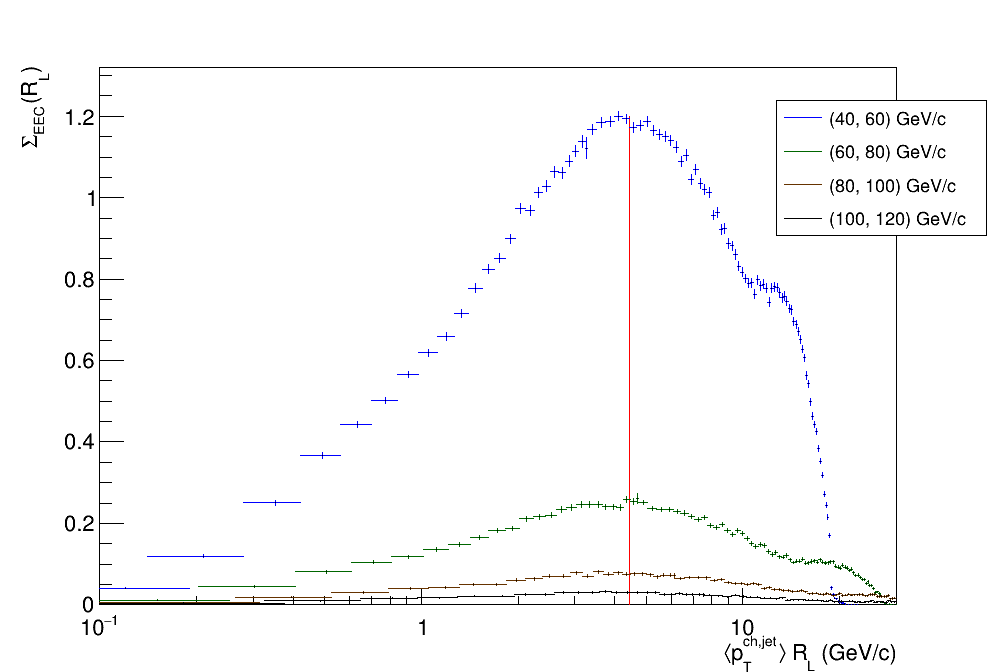 Σ_EEC(R_L)
1.2
1
0.8
0.6
0.4
0.2
0
10⁻¹
1
10
⟨p_T^{ch,jet}⟩ R_L (GeV/c)
(40, 60) GeV/c
(60, 80) GeV/c
(80, 100) GeV/c
(100, 120) GeV/c